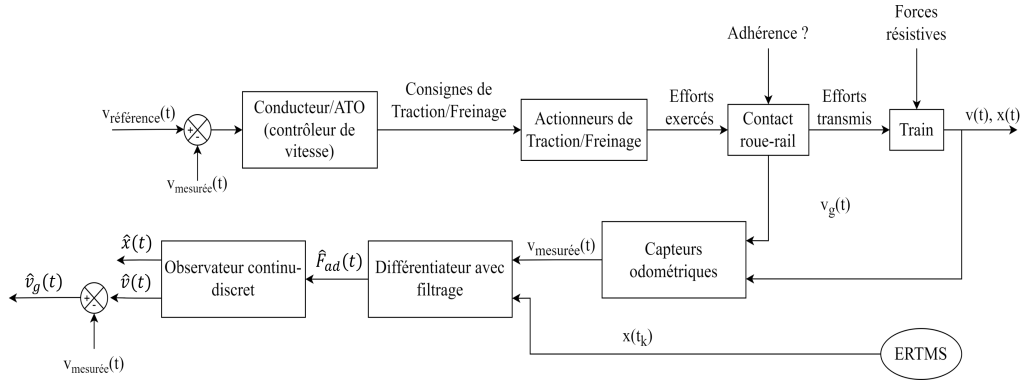 Forces
résistives
Adhérence ?
v_référence(t)
+
-
v_mesurée(t)
Conducteur/ATO
(contrôleur de
vitesse)
Consignes de
Traction/Freinage
Actionneurs de
Traction/Freinage
Efforts
exercés
Contact
roue-rail
Efforts
transmis
Train
v(t), x(t)
v_g(t)
Capteurs
odométriques
v_mesurée(t)
Différentiateur avec
filtrage
F̂_ad(t)
Observateur continu-
discret
x̂(t)
v̂(t)
v̂_g(t)
+
-
v_mesurée(t)
x(t_k)
ERTMS